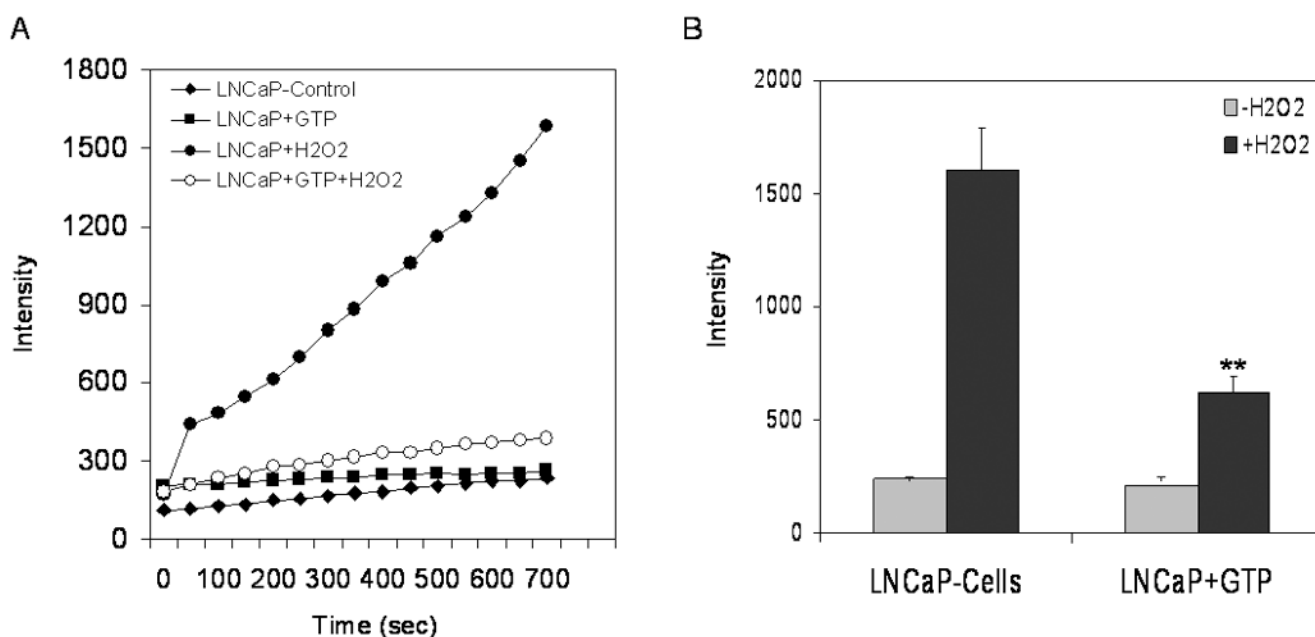 A
1800
1500
1200
900
600
300
0
Intensity
LNCaP-Control
LNCaP+GTP
LNCaP+H2O2
LNCaP+GTP+H2O2
0 100 200 300 400 500 600 700
Time (sec)
B
2000
1500
1000
500
0
Intensity
-H2O2
+H2O2
**
LNCaP-Cells LNCaP+GTP